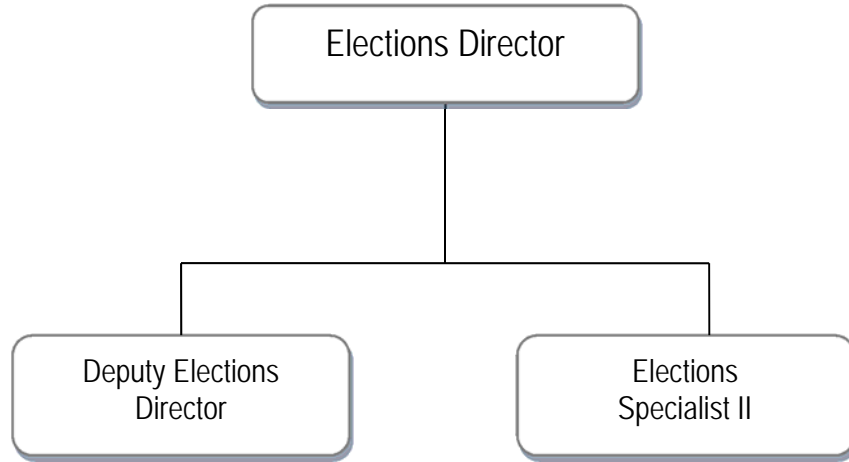 Elections Director
Deputy Elections
Director
Elections
Specialist II